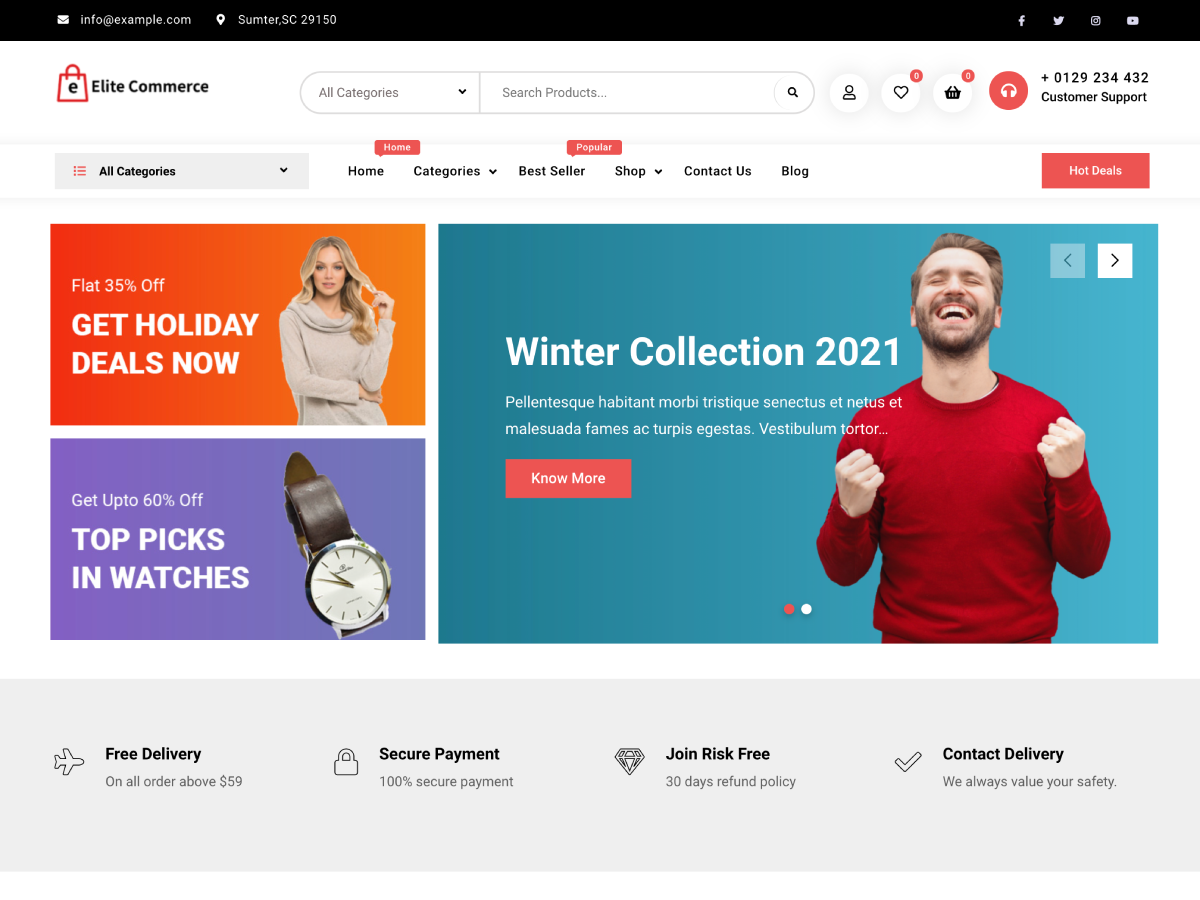 info@example.com
Sumter,SC 29150
e Elite Commerce
All Categories
Search Products...
0
0
+ 0129 234 432
Customer Support
All Categories
Home
Popular
Home
Categories
Best Seller
Shop
Contact Us
Blog
Hot Deals
Flat 35% Off
GET HOLIDAY
DEALS NOW
Get Upto 60% Off
TOP PICKS
IN WATCHES
Winter Collection 2021
Pellentesque habitant morbi tristique senectus et netus et
malesuada fames ac turpis egestas. Vestibulum tortor...
Know More
Free Delivery
On all order above $59
Secure Payment
100% secure payment
Join Risk Free
30 days refund policy
Contact Delivery
We always value your safety.